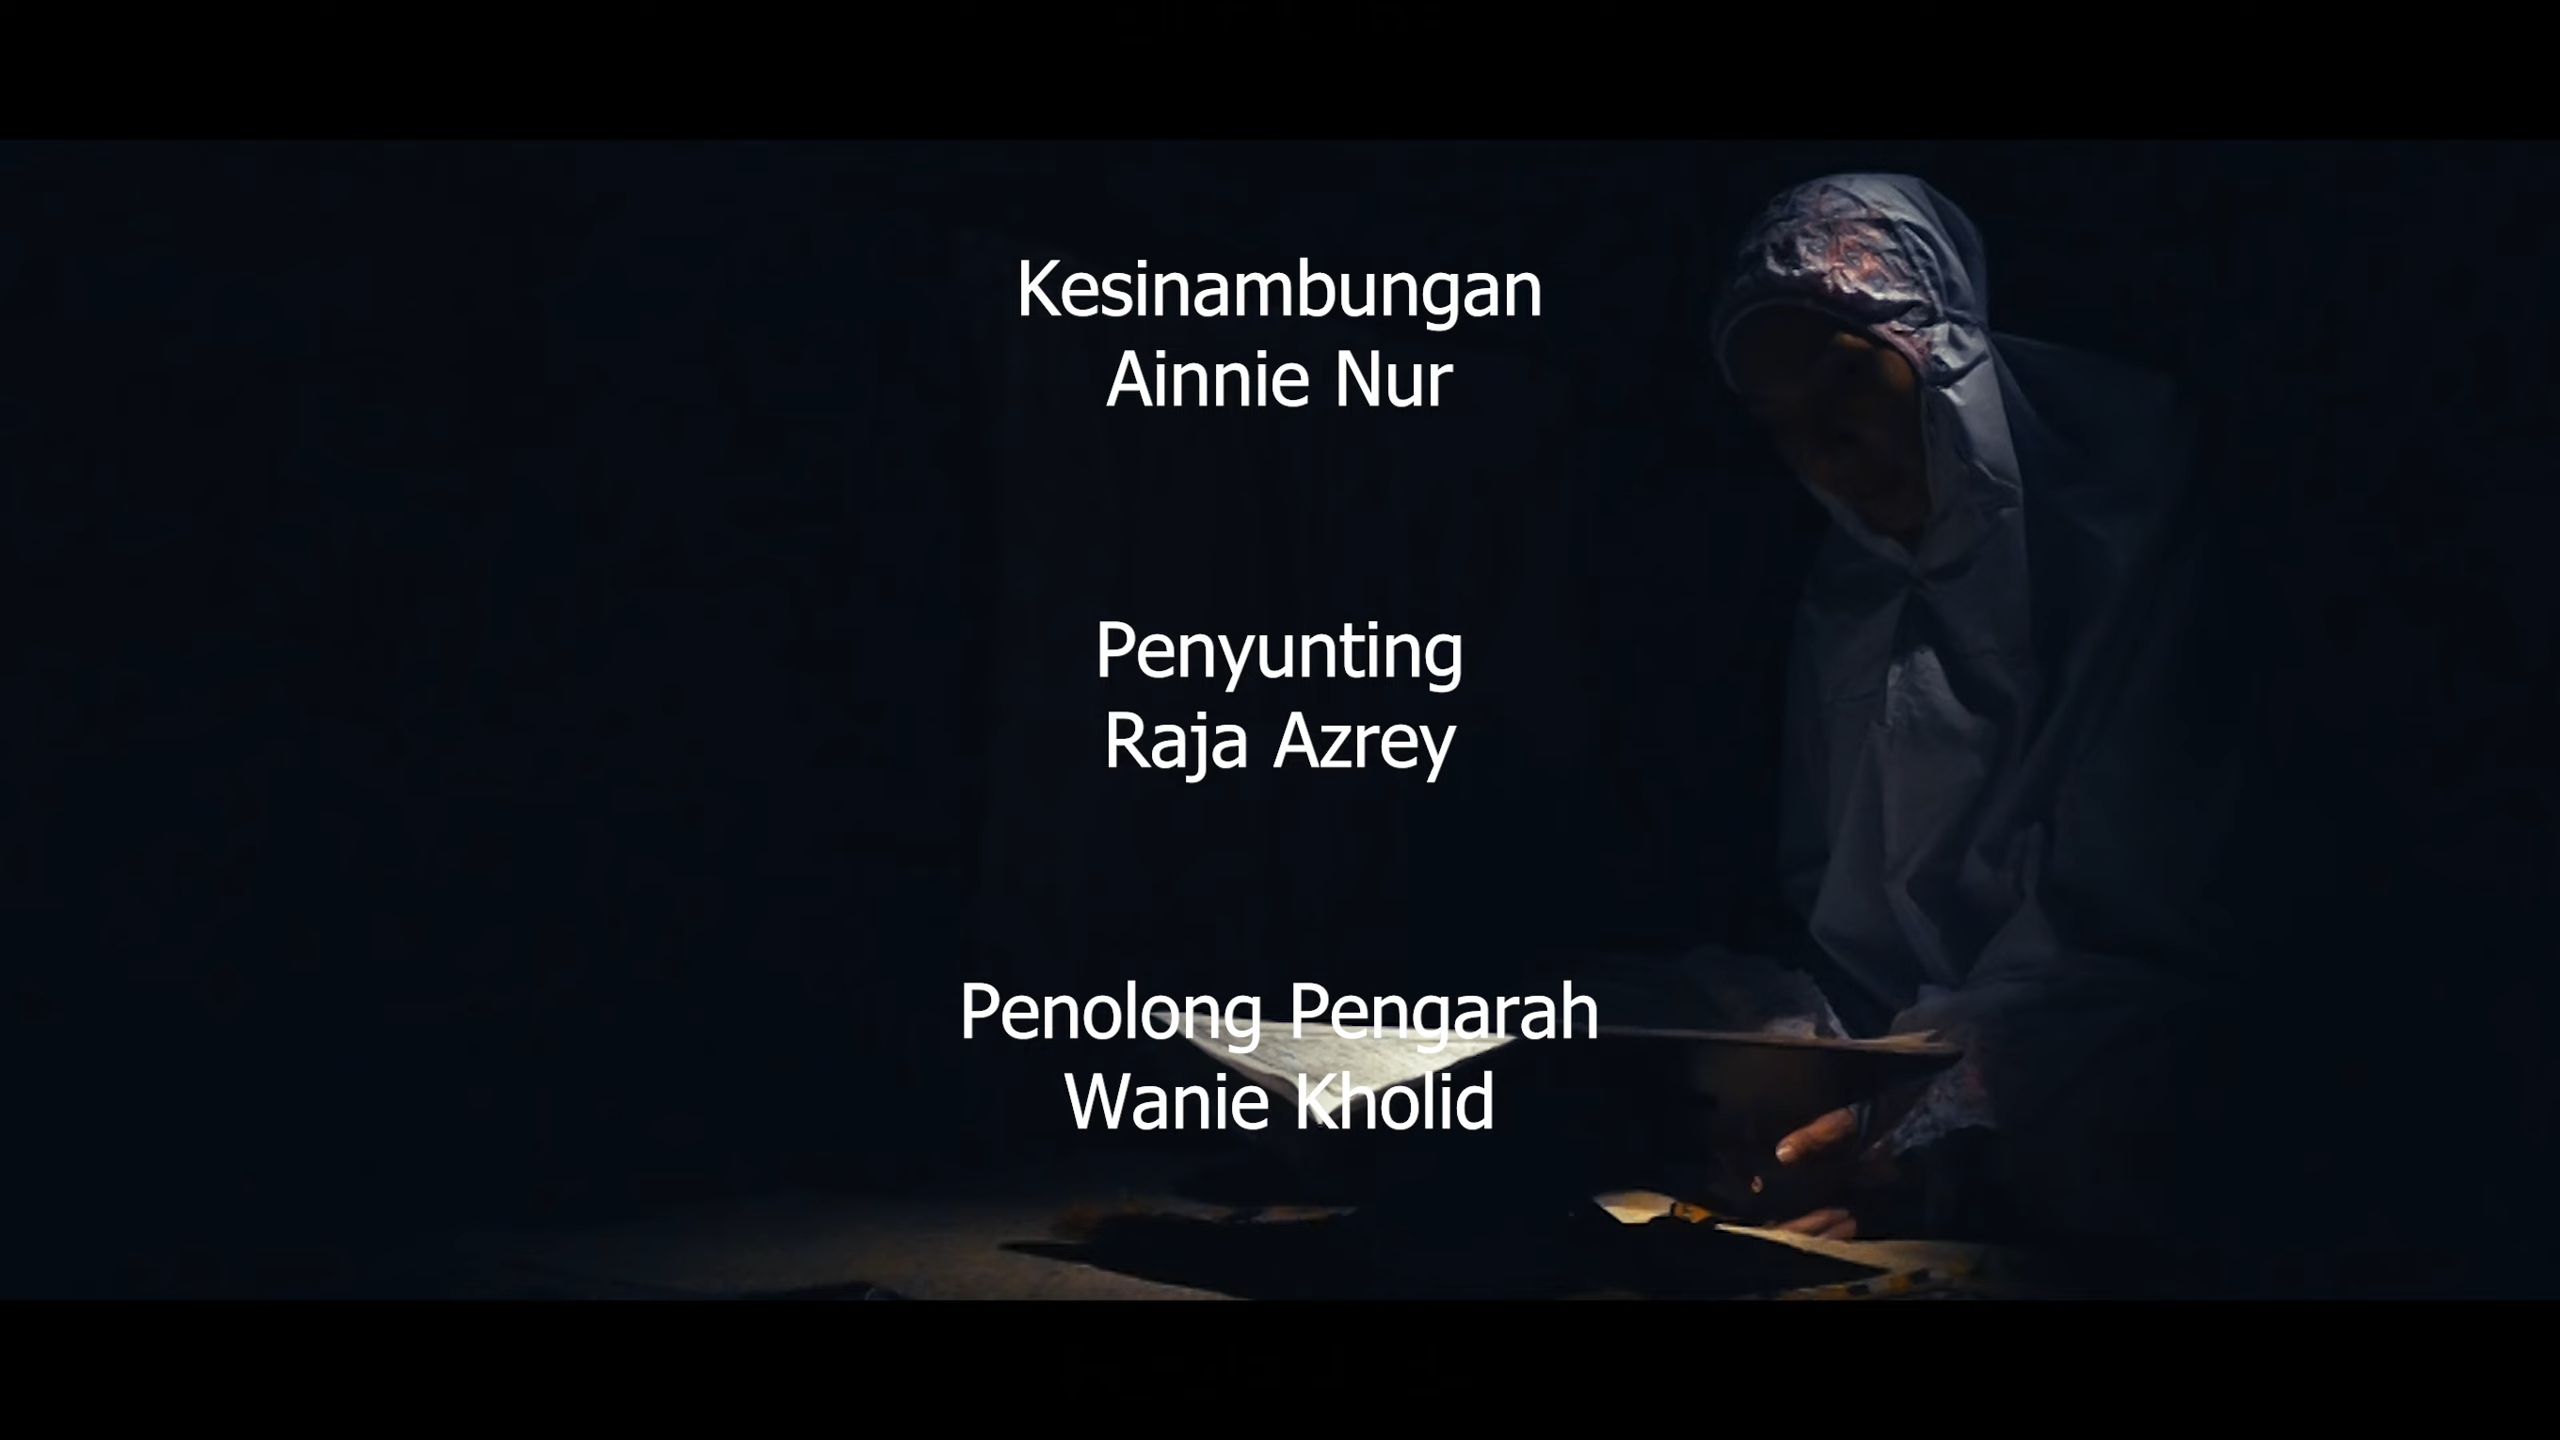 Kesinambungan
Ainnie Nur
Penyunting
Raja Azrey
Penolong Pengarah
Wanie Kholid